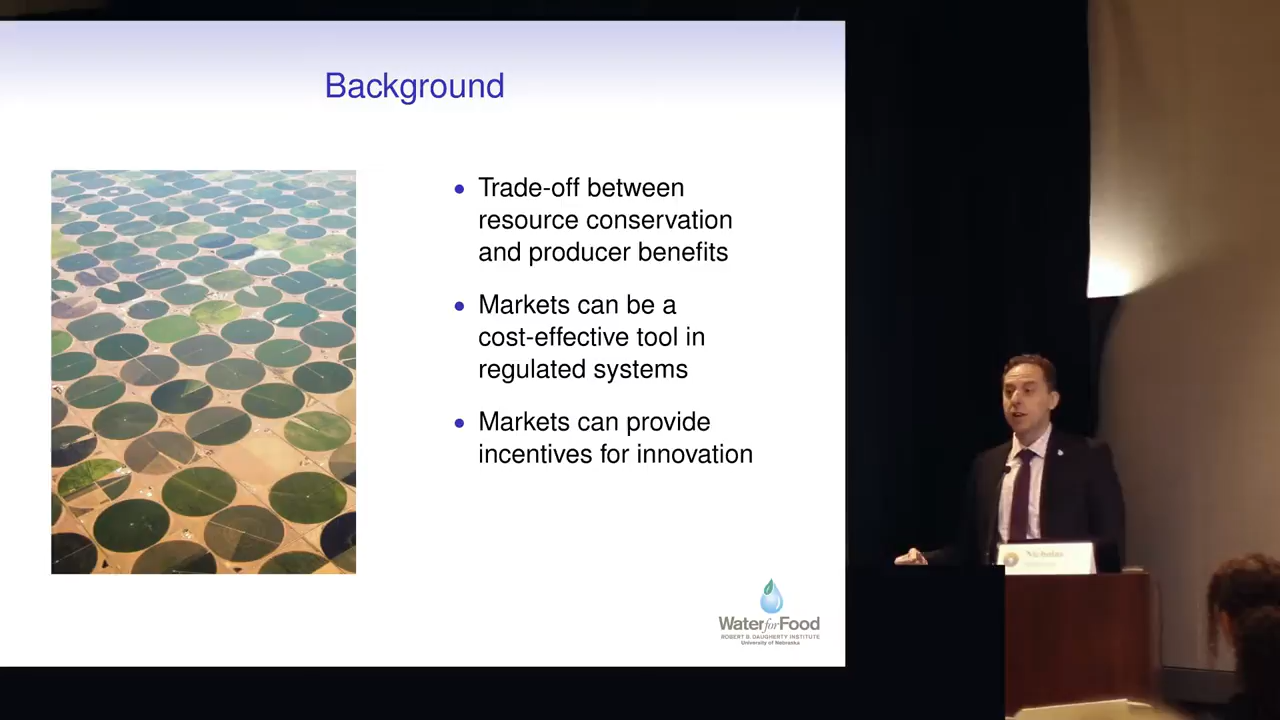 Background
• Trade-off between
resource conservation
and producer benefits
• Markets can be a
cost-effective tool in
regulated systems
• Markets can provide
incentives for innovation
Water for Food
ROBERT B. DAUGHERTY INSTITUTE
University of Nebraska
Nicholas